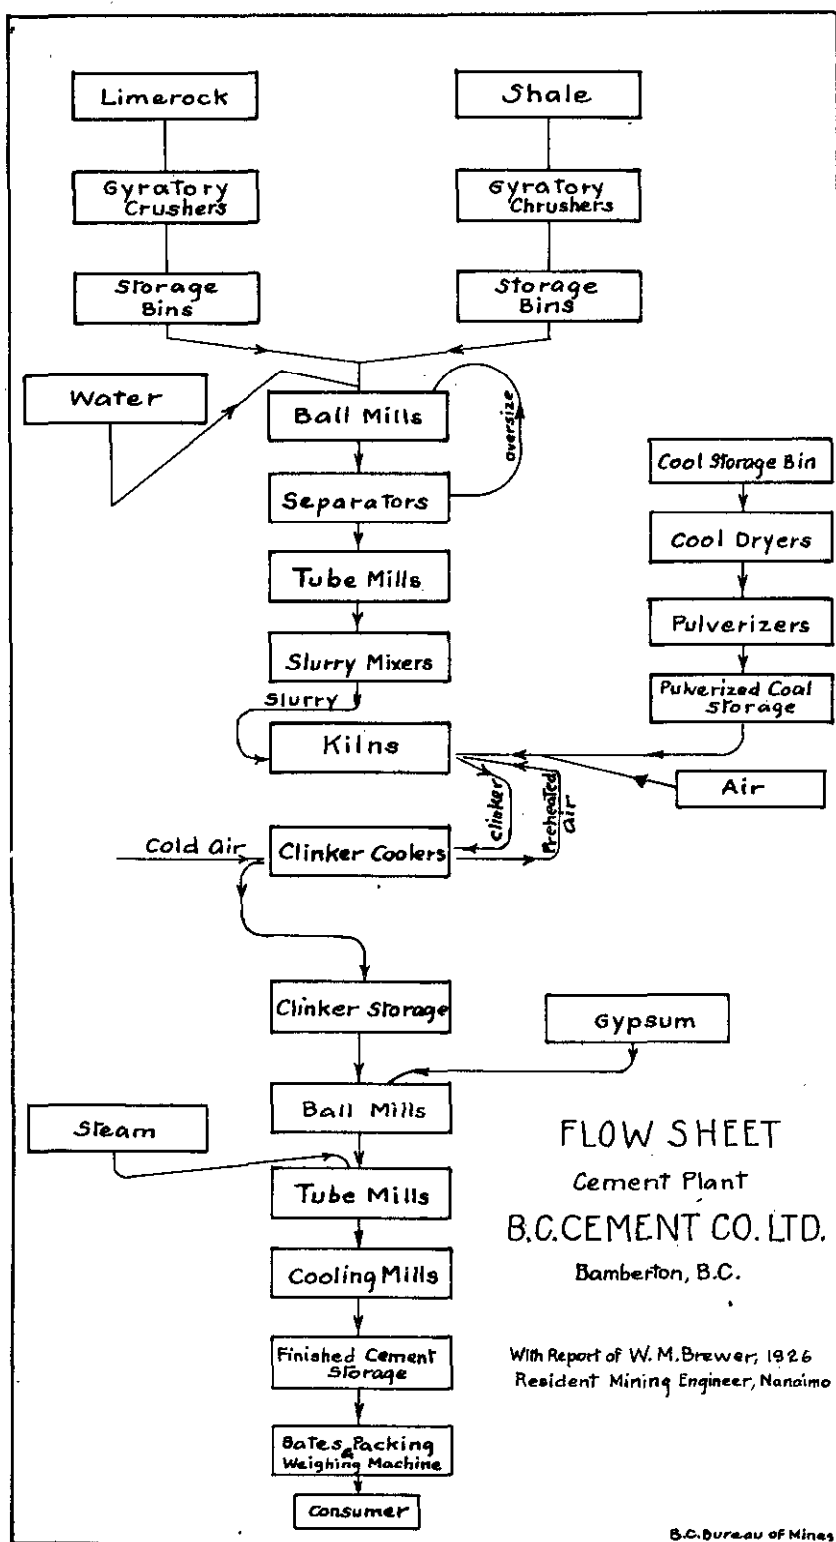 Limerock
Shale
Gyratory
Crushers
Gyratory
Chrushers
Storage
Bins
Storage
Bins
Water
Ball Mills
oversize
Separators
Cool Storage Bin
Cool Dryers
Tube Mills
Pulverizers
Slurry Mixers
Pulverized Coal
Storage
Slurry
Kilns
Air
clinker
Preheated
air
Cold air
Clinker Coolers
Clinker Storage
Gypsum
Ball Mills
Steam
Tube Mills
Cooling Mills
Finished Cement
Storage
Bates Packing
&
Weighing Machine
Consumer
FLOW SHEET
Cement Plant
B.C. CEMENT CO. LTD.
Bamberton, B.C.
With Report of W. M. Brewer, 1926
Resident Mining Engineer, Nanaimo
B.C. Bureau of Mines